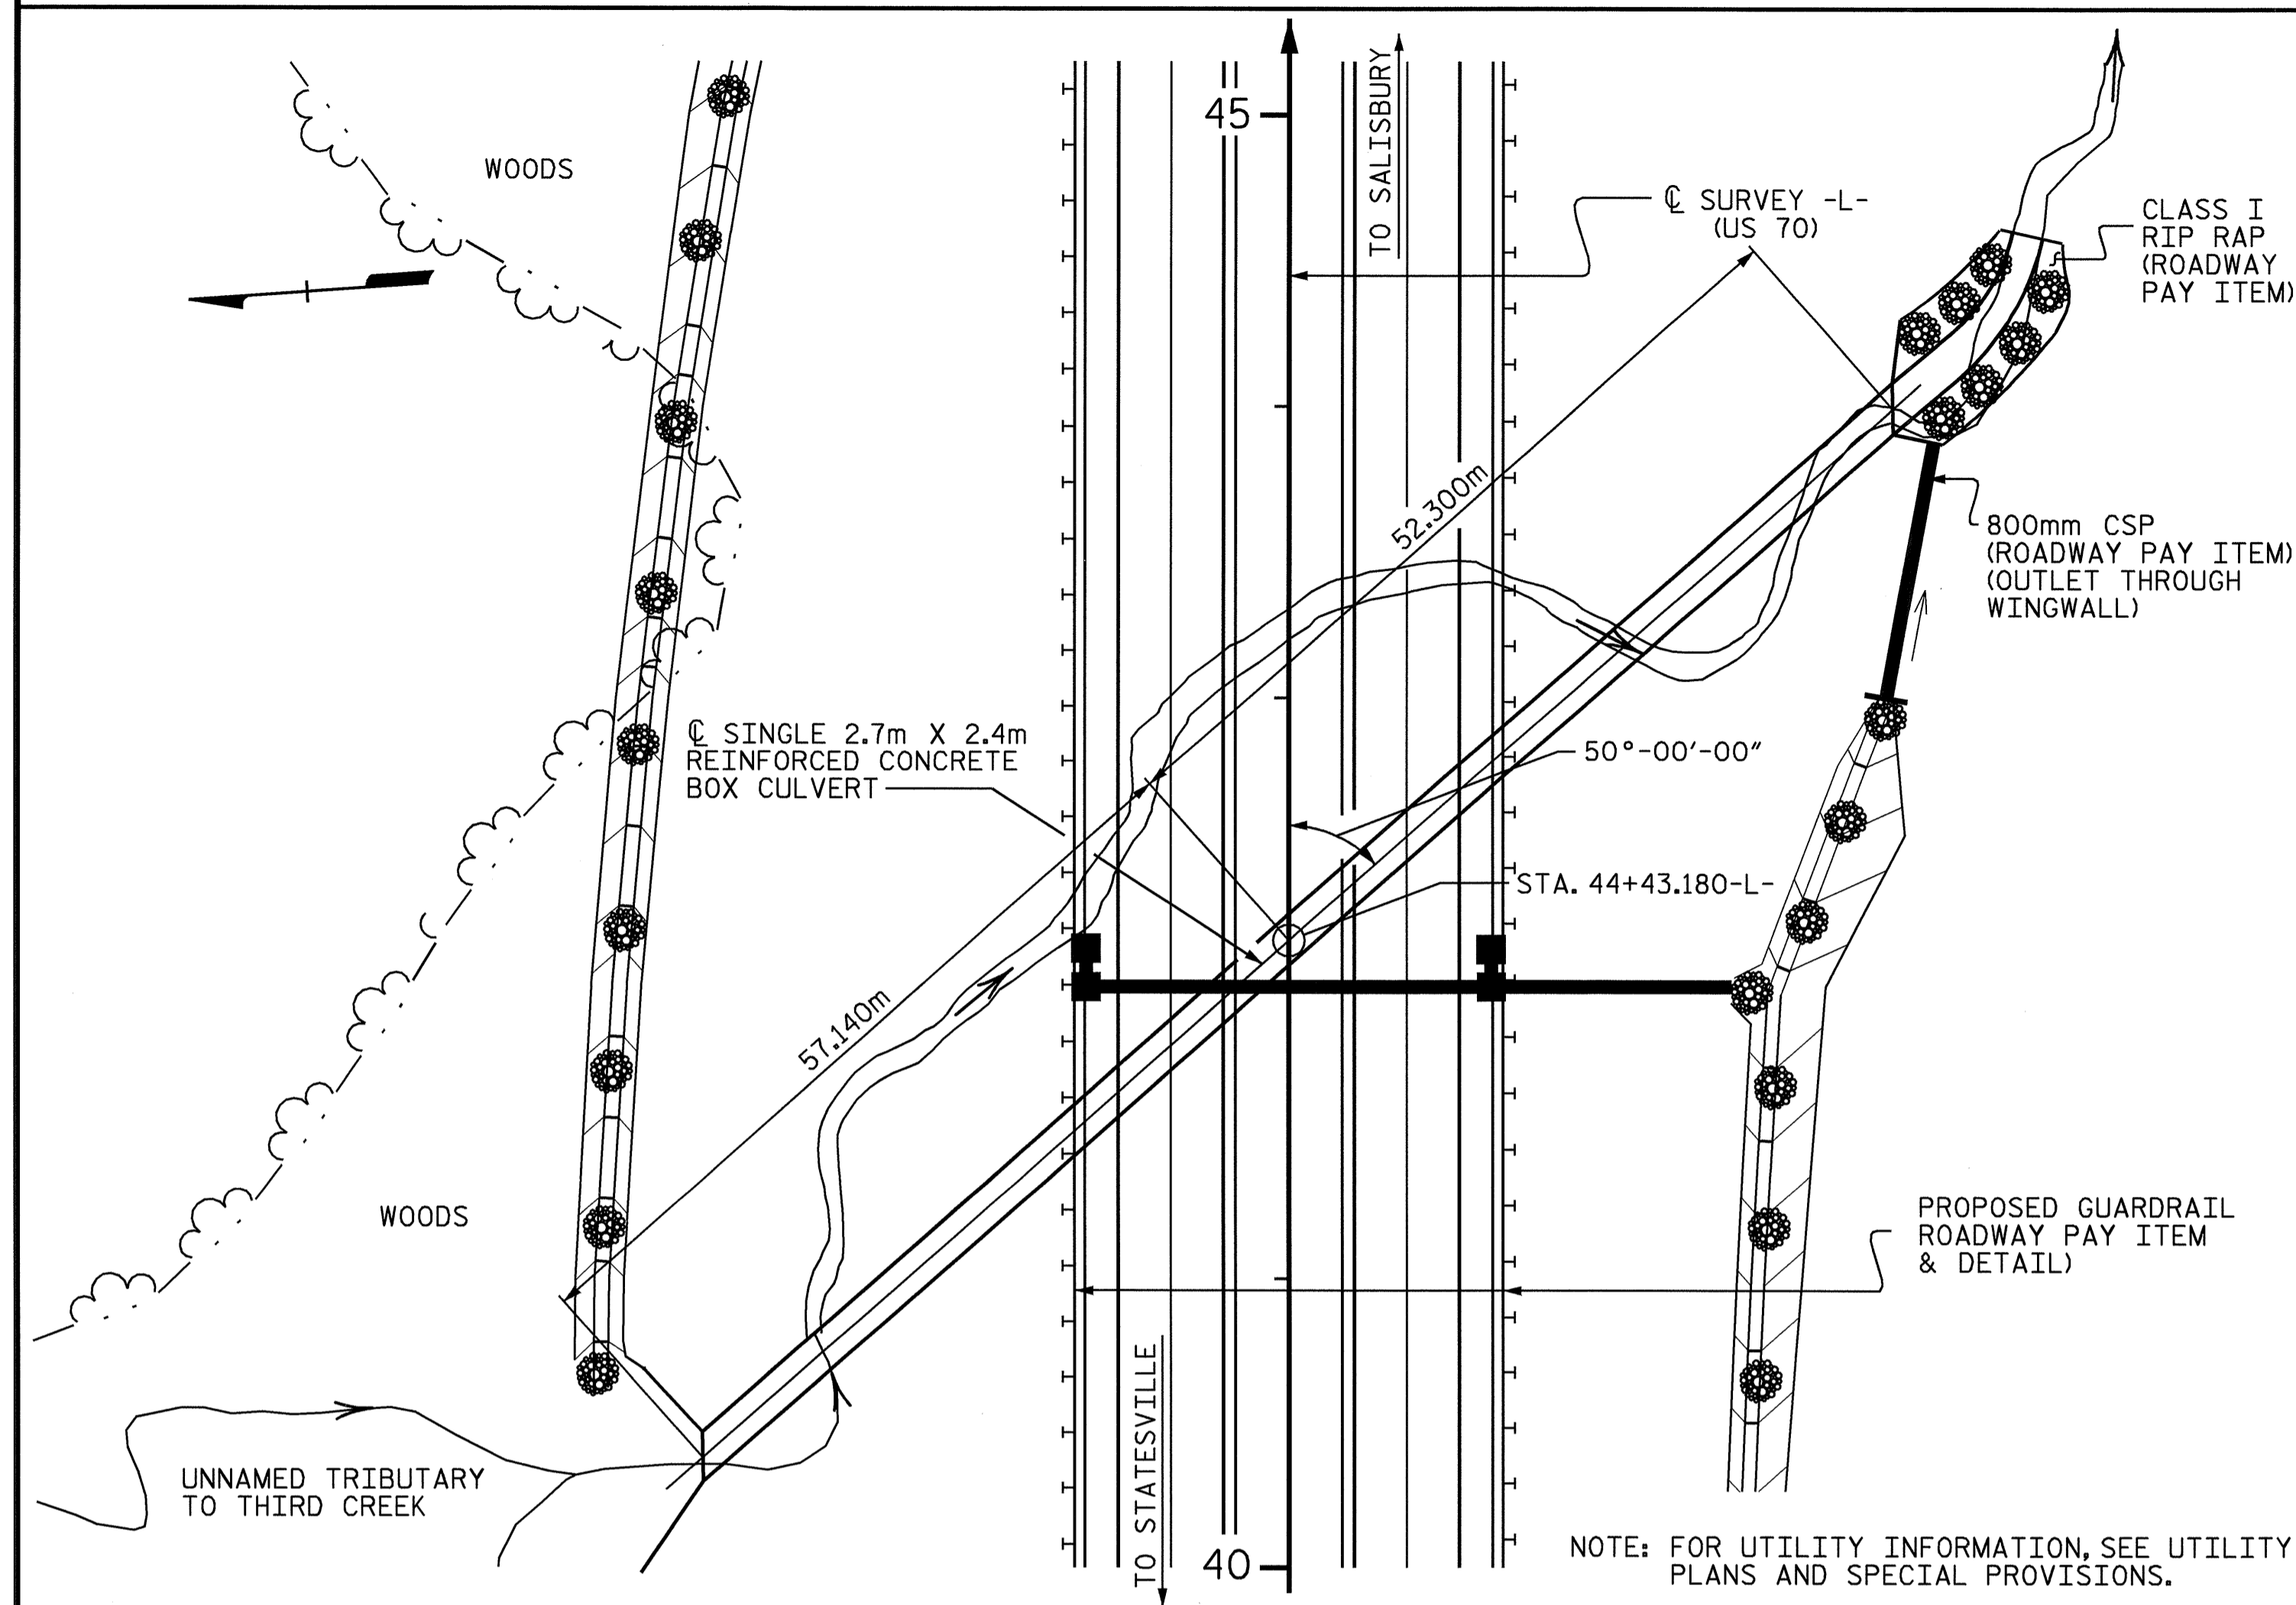 WOODS
45
TO SALISBURY
℄ SURVEY -L-
(US 70)
CLASS I
RIP RAP
(ROADWAY
PAY ITEM)
52.300m
800mm CSP
(ROADWAY PAY ITEM)
(OUTLET THROUGH
WINGWALL)
℄ SINGLE 2.7m X 2.4m
REINFORCED CONCRETE
BOX CULVERT
50°-00'-00"
STA. 44+43.180-L-
57.140m
WOODS
PROPOSED GUARDRAIL
ROADWAY PAY ITEM
& DETAIL)
TO STATESVILLE
UNNAMED TRIBUTARY
TO THIRD CREEK
40
NOTE: FOR UTILITY INFORMATION, SEE UTILITY
PLANS AND SPECIAL PROVISIONS.